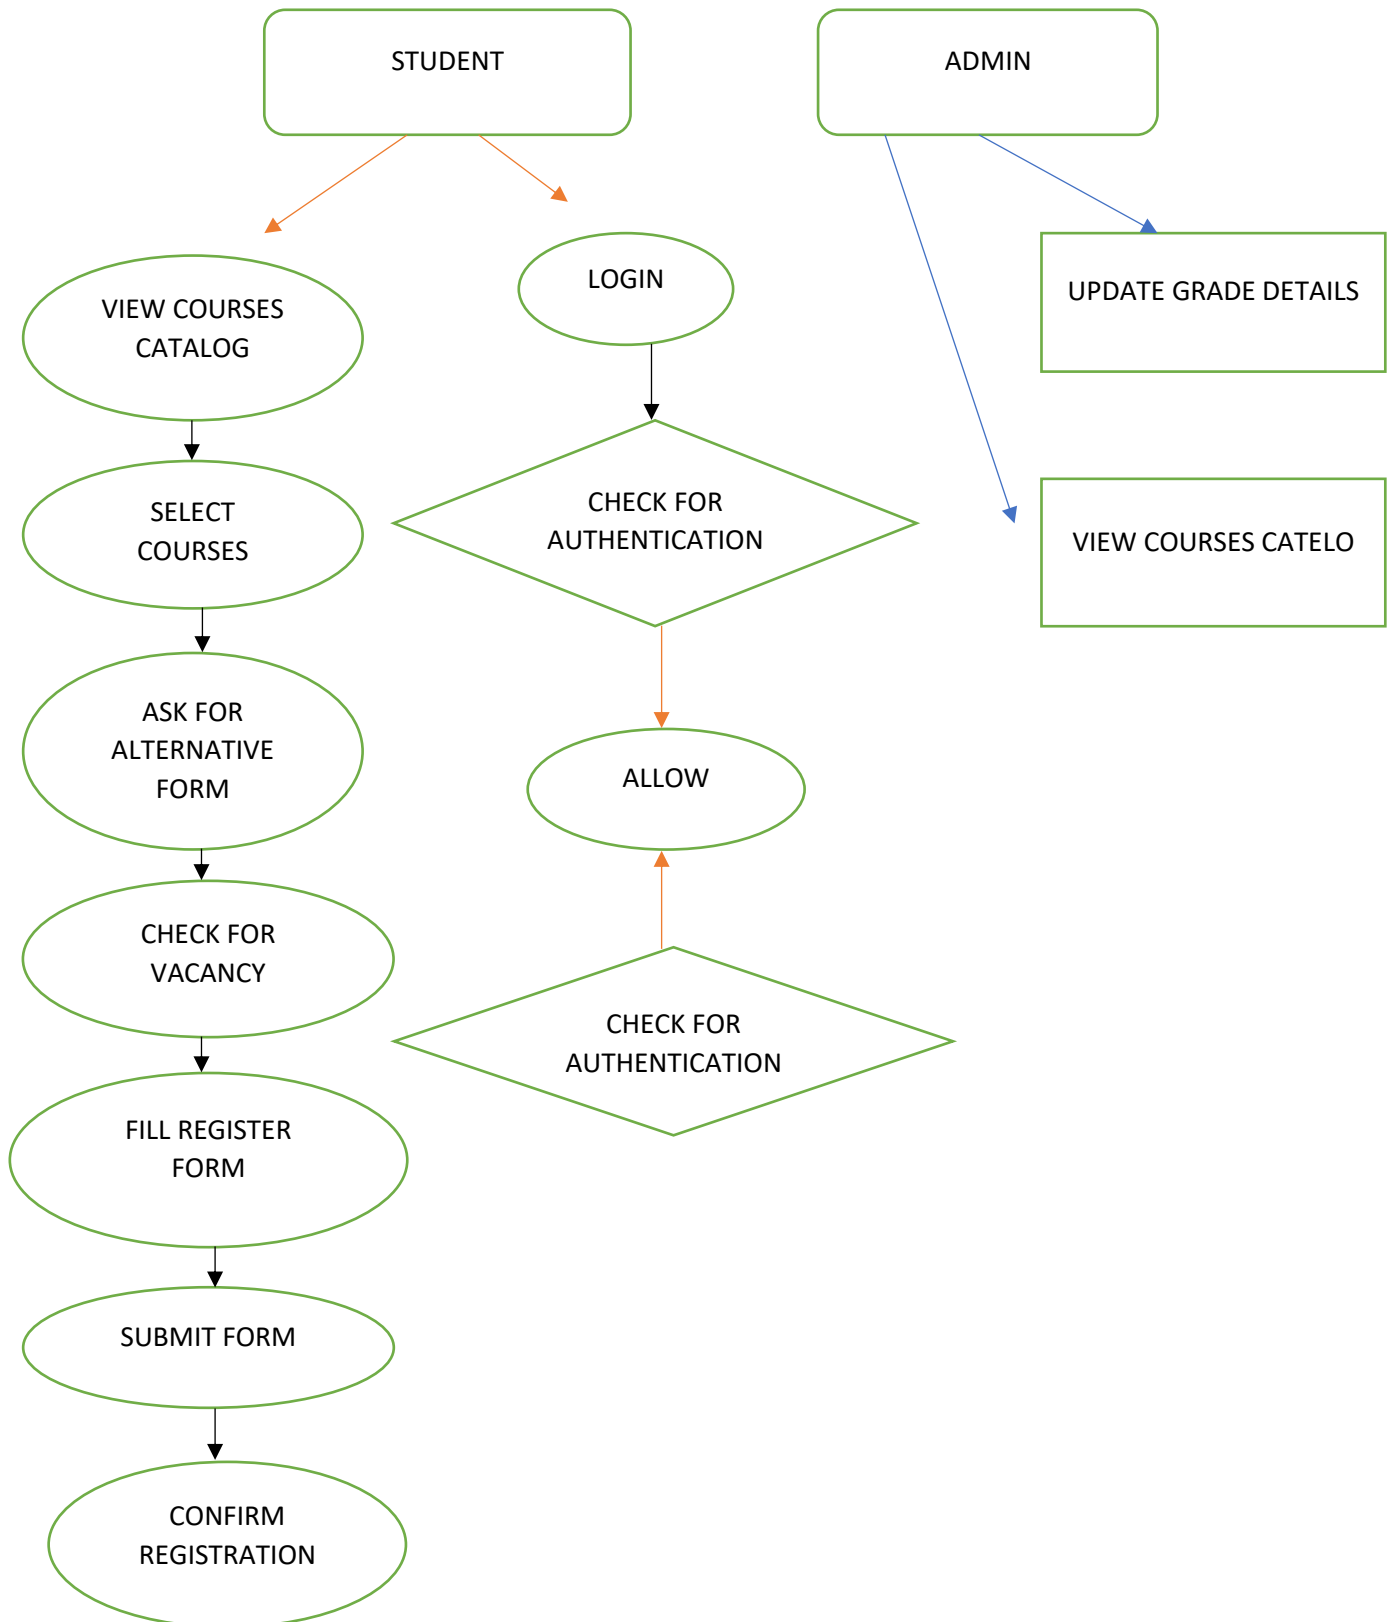 STUDENT
ADMIN
VIEW COURSES
CATALOG
LOGIN
UPDATE GRADE DETAILS
SELECT
COURSES
CHECK FOR
AUTHENTICATION
VIEW COURSES CATELO
ASK FOR
ALTERNATIVE
FORM
ALLOW
CHECK FOR
VACANCY
CHECK FOR
AUTHENTICATION
FILL REGISTER
FORM
SUBMIT FORM
CONFIRM
REGISTRATION